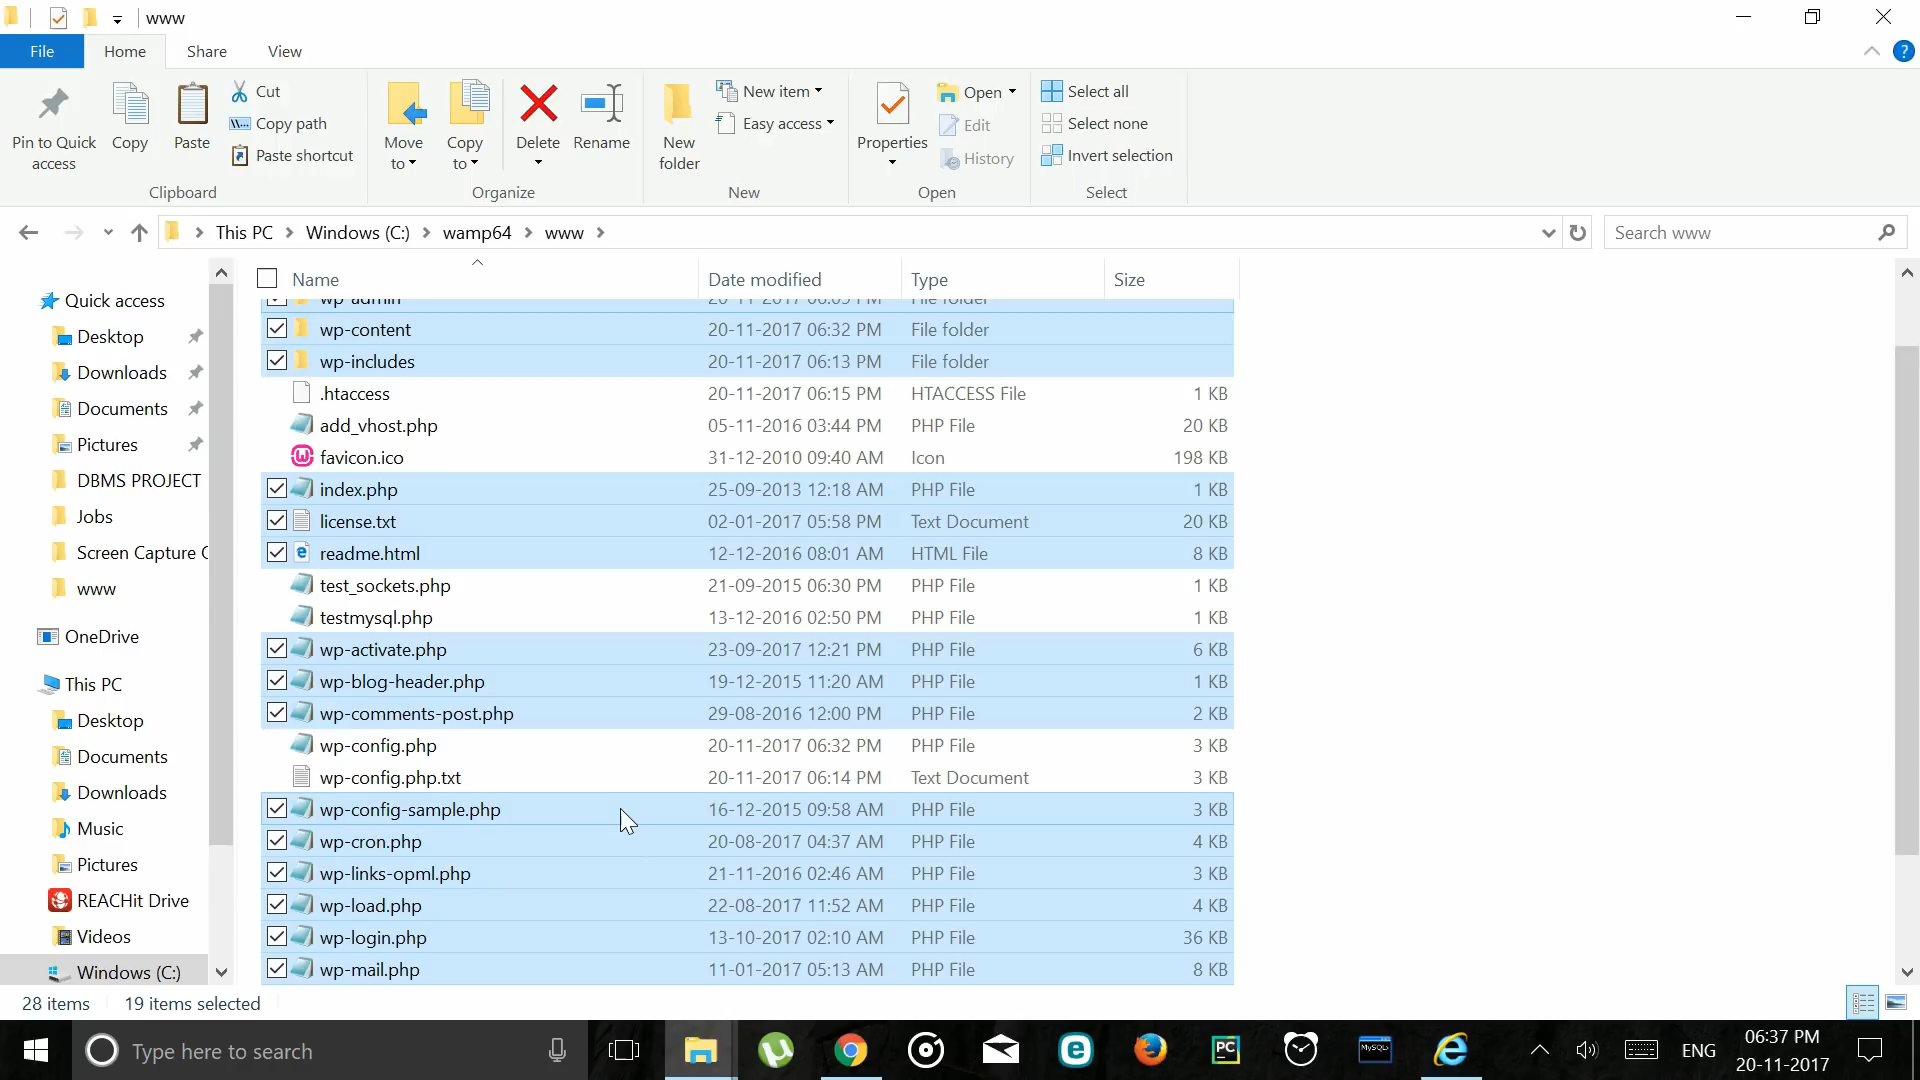 www
File Home Share View
Pin to Quick access
Copy
Paste
Cut
Copy path
Paste shortcut
Clipboard
Move to
Copy to
Delete
Rename
Organize
New folder
New item
Easy access
New
Properties
Open
Edit
History
Open
Select all
Select none
Invert selection
Select
This PC Windows (C:) wamp64 www
Search www
Name Date modified Type Size
wp-admin 20-11-2017 06:05 PM File folder
wp-content 20-11-2017 06:32 PM File folder
wp-includes 20-11-2017 06:13 PM File folder
.htaccess 20-11-2017 06:15 PM HTACCESS File 1 KB
add_vhost.php 05-11-2016 03:44 PM PHP File 20 KB
favicon.ico 31-12-2010 09:40 AM Icon 198 KB
index.php 25-09-2013 12:18 AM PHP File 1 KB
license.txt 02-01-2017 05:58 PM Text Document 20 KB
readme.html 12-12-2016 08:01 AM HTML File 8 KB
test_sockets.php 21-09-2015 06:30 PM PHP File 1 KB
testmysql.php 13-12-2016 02:50 PM PHP File 1 KB
wp-activate.php 23-09-2017 12:21 PM PHP File 6 KB
wp-blog-header.php 19-12-2015 11:20 AM PHP File 1 KB
wp-comments-post.php 29-08-2016 12:00 PM PHP File 2 KB
wp-config.php 20-11-2017 06:32 PM PHP File 3 KB
wp-config.php.txt 20-11-2017 06:14 PM Text Document 3 KB
wp-config-sample.php 16-12-2015 09:58 AM PHP File 3 KB
wp-cron.php 20-08-2017 04:37 AM PHP File 4 KB
wp-links-opml.php 21-11-2016 02:46 AM PHP File 3 KB
wp-load.php 22-08-2017 11:52 AM PHP File 4 KB
wp-login.php 13-10-2017 02:10 AM PHP File 36 KB
wp-mail.php 11-01-2017 05:13 AM PHP File 8 KB
Quick access
Desktop
Downloads
Documents
Pictures
DBMS PROJECT
Jobs
Screen Capture
www
OneDrive
This PC
Desktop
Documents
Downloads
Music
Pictures
REACHit Drive
Videos
Windows (C:)
28 items 19 items selected
Type here to search
PC
MySQL
ENG
06:37 PM
20-11-2017